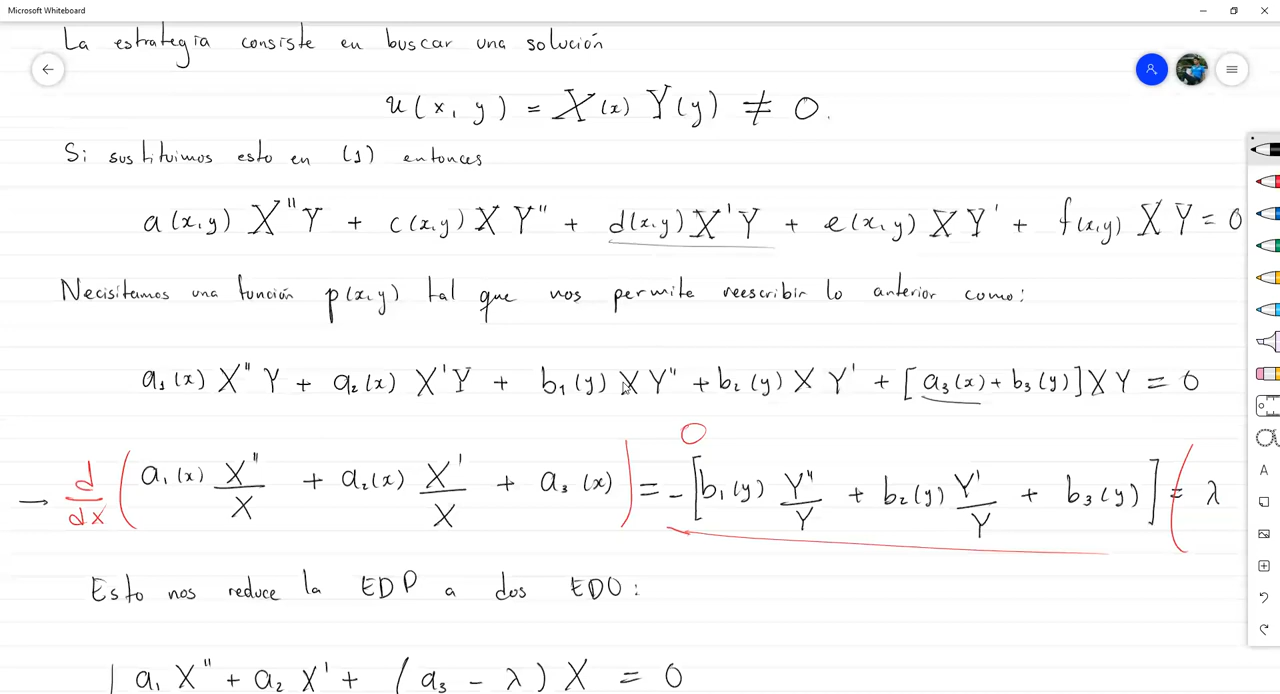 Microsoft Whiteboard
La estrategia consiste en buscar una solución
u(x,y) = X(x) Y(y) ≠ 0.
Si sustituimos esto en (1) entonces
a(x,y) X''Y + c(x,y) X Y'' + d(x,y) X'Y + e(x,y) X Y' + f(x,y) X Y = 0
Necisitamos una función p(x,y) tal que nos permite reescribir lo anterior como:
a₁(x) X''Y + a₂(x) X'Y + b₁(y) X Y'' + b₂(y) X Y' + [a₃(x) + b₃(y)] X Y = 0
0
→ d/dx ( a₁(x) X''/X + a₂(x) X'/X + a₃(x) ) = -[b₁(y) Y''/Y + b₂(y) Y'/Y + b₃(y)] = ( λ
Esto nos reduce la EDP a dos EDO:
a₁ X'' + a₂ X' + (a₃ - λ) X = 0
A